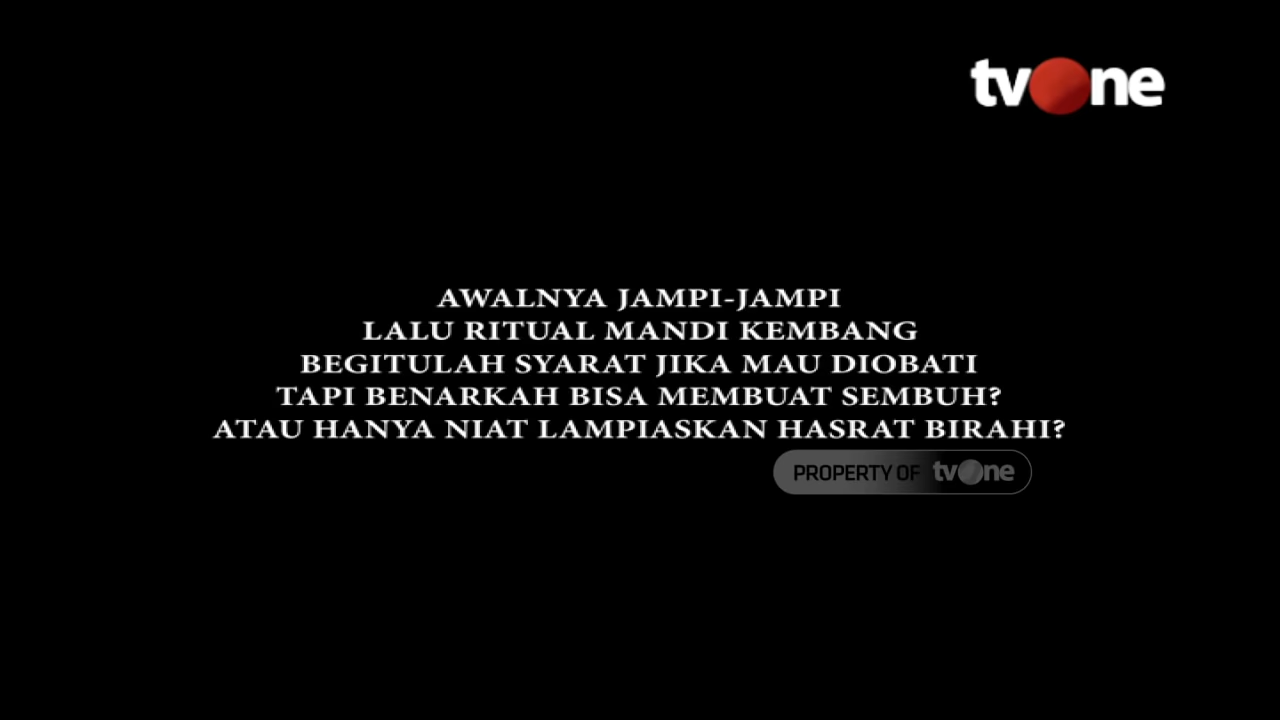 tvOne
AWALNYA JAMPI-JAMPI
LALU RITUAL MANDI KEMBANG
BEGITULAH SYARAT JIKA MAU DIOBATI
TAPI BENARKAH BISA MEMBUAT SEMBUH?
ATAU HANYA NIAT LAMPIASKAN HASRAT BIRAHI?
PROPERTY OF tvOne